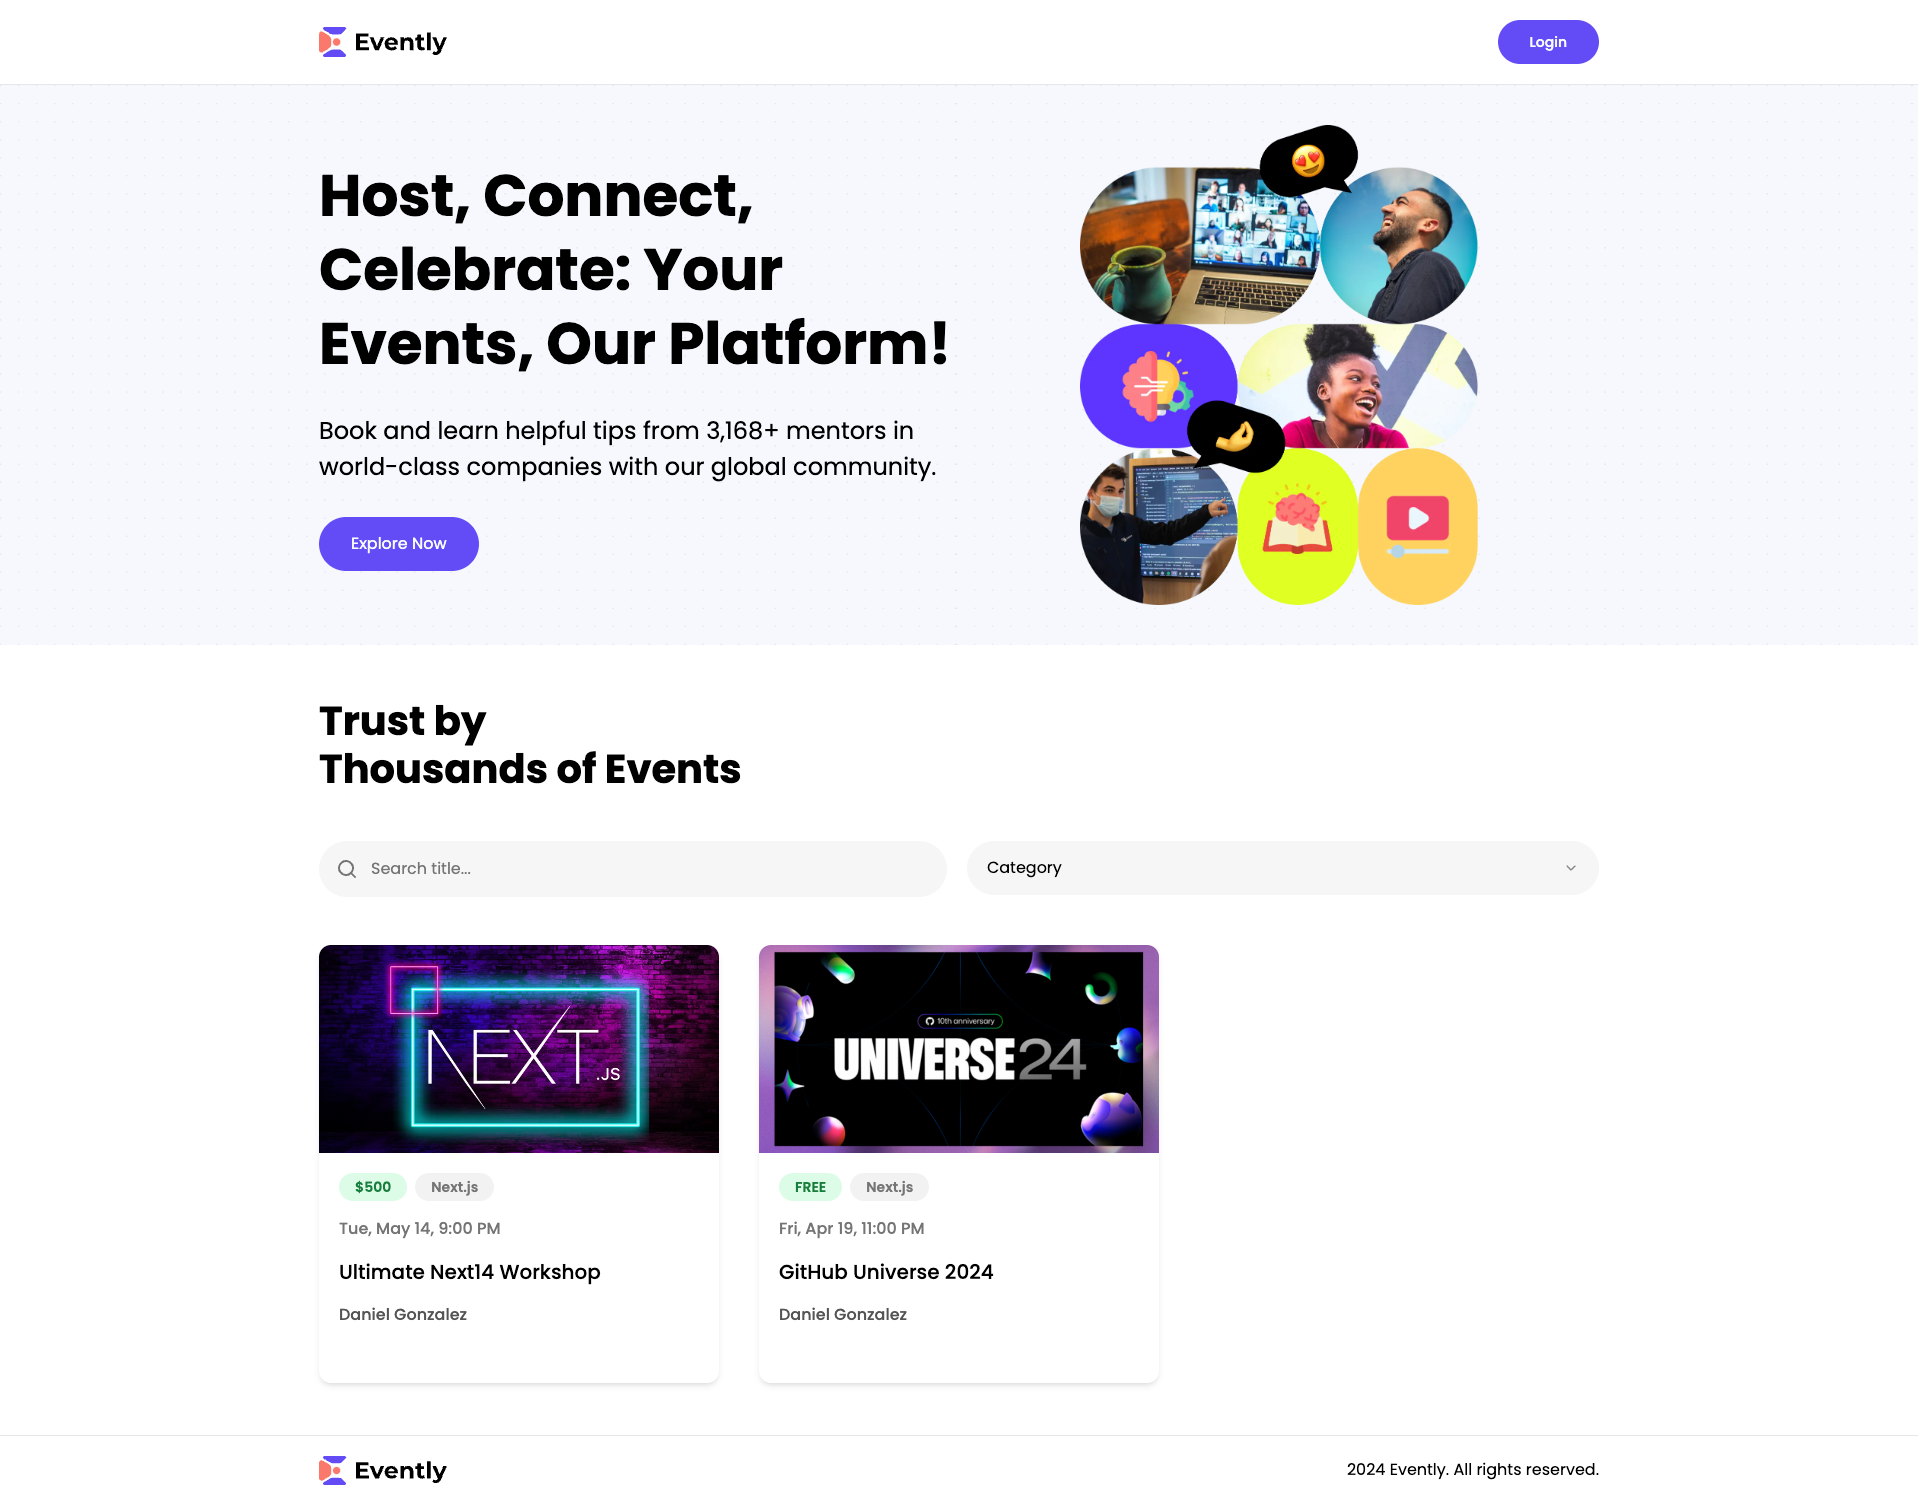 Evently
Login
Host, Connect,
Celebrate: Your
Events, Our Platform!
Book and learn helpful tips from 3,168+ mentors in
world-class companies with our global community.
Explore Now
Trust by
Thousands of Events
Search title...
Category
NEXT.JS
10th anniversary
UNIVERSE24
$500
Next.js
Tue, May 14, 9:00 PM
Ultimate Next14 Workshop
Daniel Gonzalez
FREE
Next.js
Fri, Apr 19, 11:00 PM
GitHub Universe 2024
Daniel Gonzalez
Evently
2024 Evently. All rights reserved.